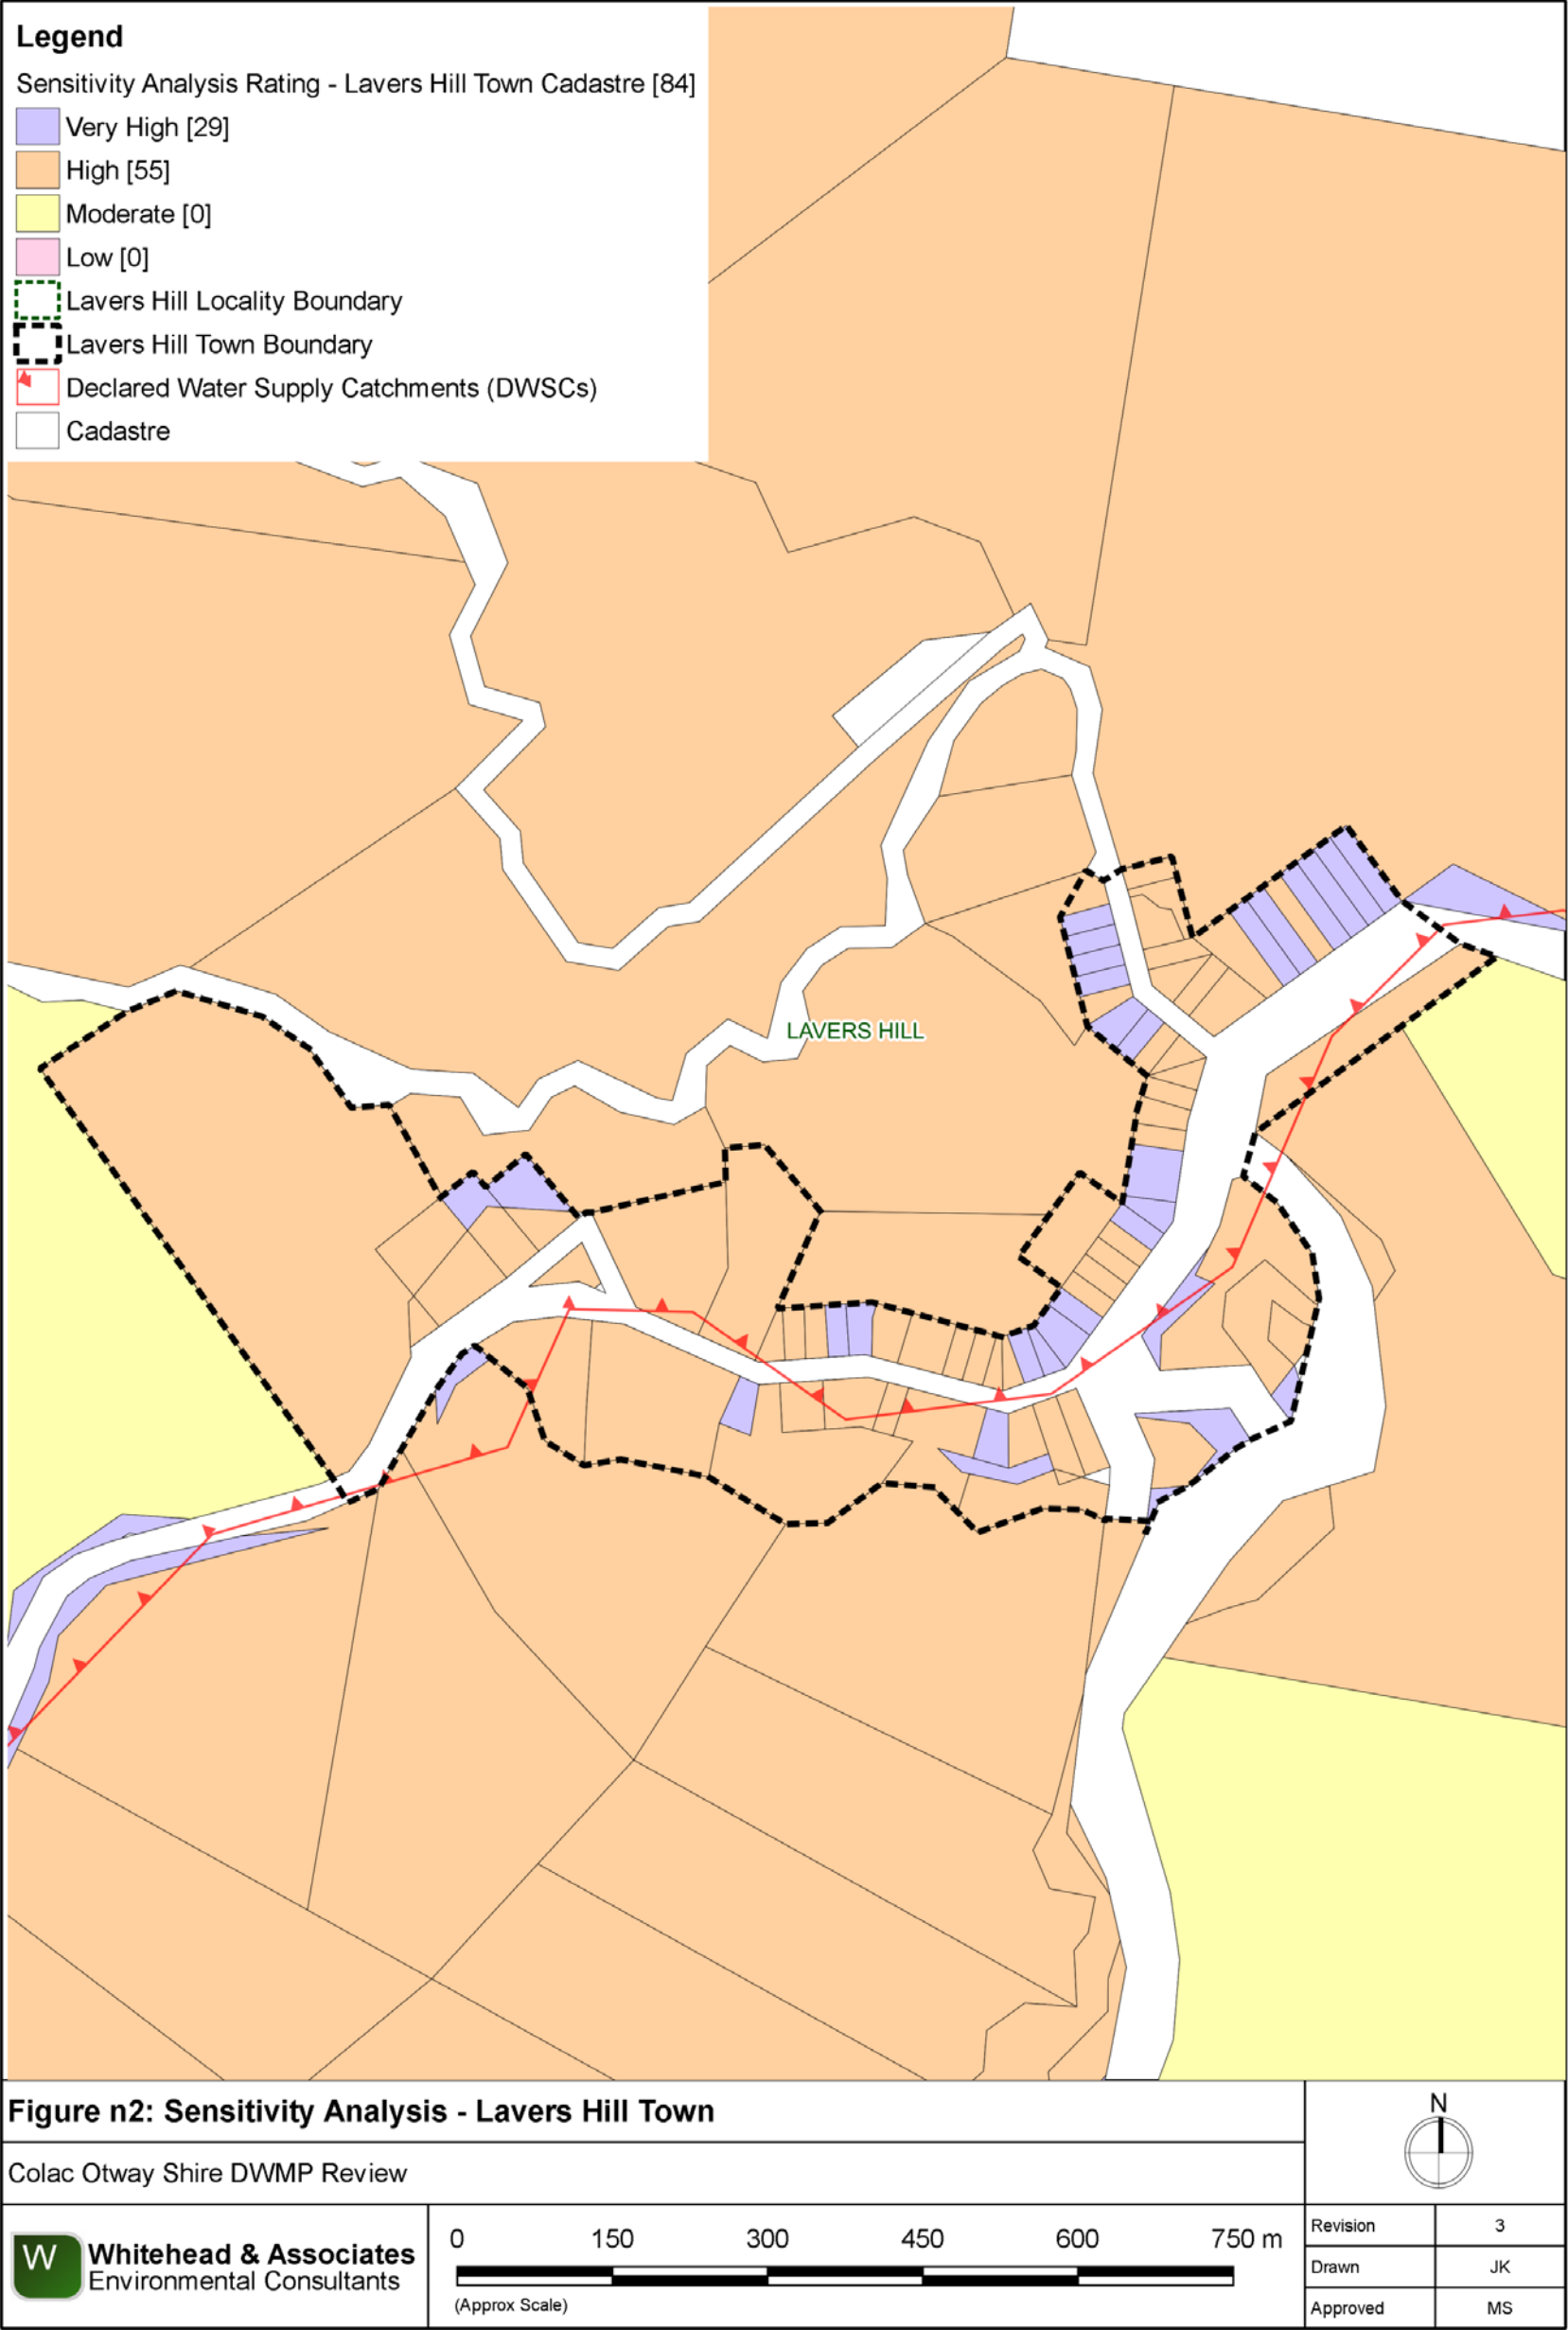 Legend
Sensitivity Analysis Rating - Lavers Hill Town Cadastre [84]
Very High [29]
High [55]
Moderate [0]
Low [0]
Lavers Hill Locality Boundary
Lavers Hill Town Boundary
Declared Water Supply Catchments (DWSCs)
Cadastre
LAVERS HILL
Figure n2: Sensitivity Analysis - Lavers Hill Town
Colac Otway Shire DWMP Review
N
W
Whitehead & Associates
Environmental Consultants
0 150 300 450 600 750 m
(Approx Scale)
Revision 3
Drawn JK
Approved MS